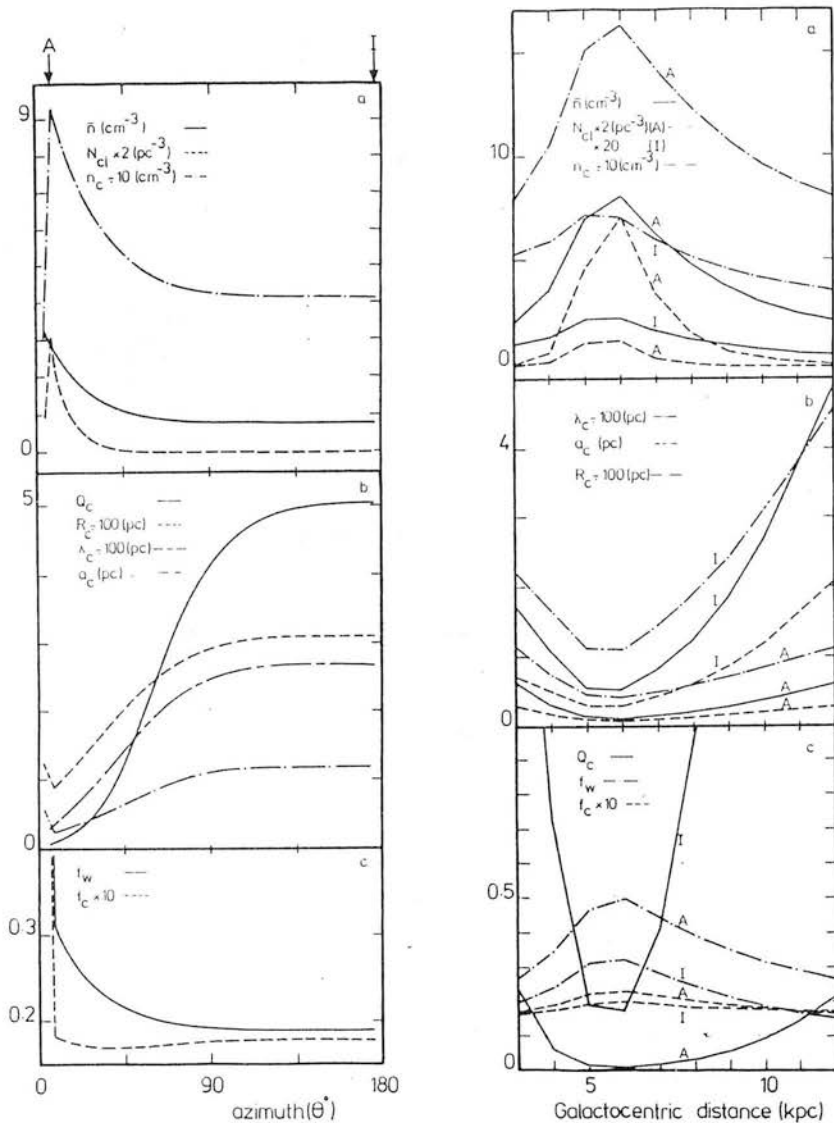 A
I
a
9
n̄ (cm⁻³)
N_cl × 2 (pc⁻³)
n_c ÷ 10 (cm⁻³)
0
b
5
Q_c
R_c ÷ 100 (pc)
λ_c ÷ 100 (pc)
a_c (pc)
0
c
f_w
f_c × 10
0.3
0.2
0
90
180
azimuth (θ°)
a
A
n̄ (cm⁻³)
N_cl × 2 (pc⁻³) (A)
× 20 (I)
n_c ÷ 10 (cm⁻³)
10
A
I
A
I
A
0
b
λ_c ÷ 100 (pc)
a_c (pc)
R_c ÷ 100 (pc)
4
I
I
I
A
A
A
0
c
Q_c
f_w
f_c × 10
I
0.5
A
I
A
I
A
0
5
10
Galactocentric distance (kpc)